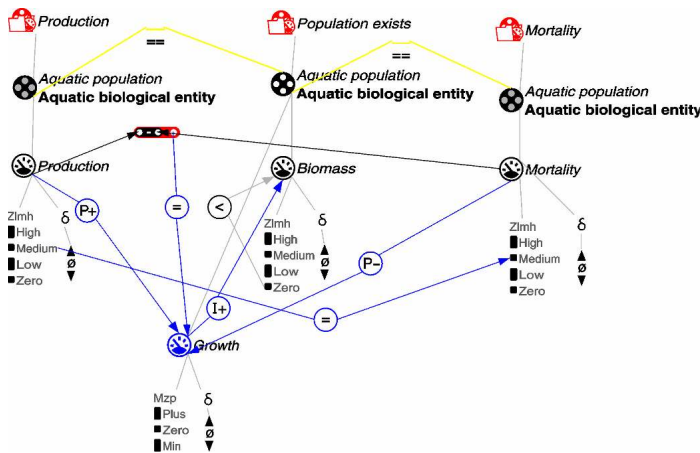 Production
Population exists
Mortality
==
==
Aquatic population
Aquatic biological entity
Aquatic population
Aquatic biological entity
Aquatic population
Aquatic biological entity
-
Production
Biomass
Mortality
Zlmh
δ
High
Medium
Low
Zero
ø
P+
=
<
Zlmh
δ
High
Medium
Low
Zero
ø
Zlmh
δ
High
Medium
Low
Zero
ø
P-
I+
=
Growth
Mzp
δ
Plus
Zero
Min
ø